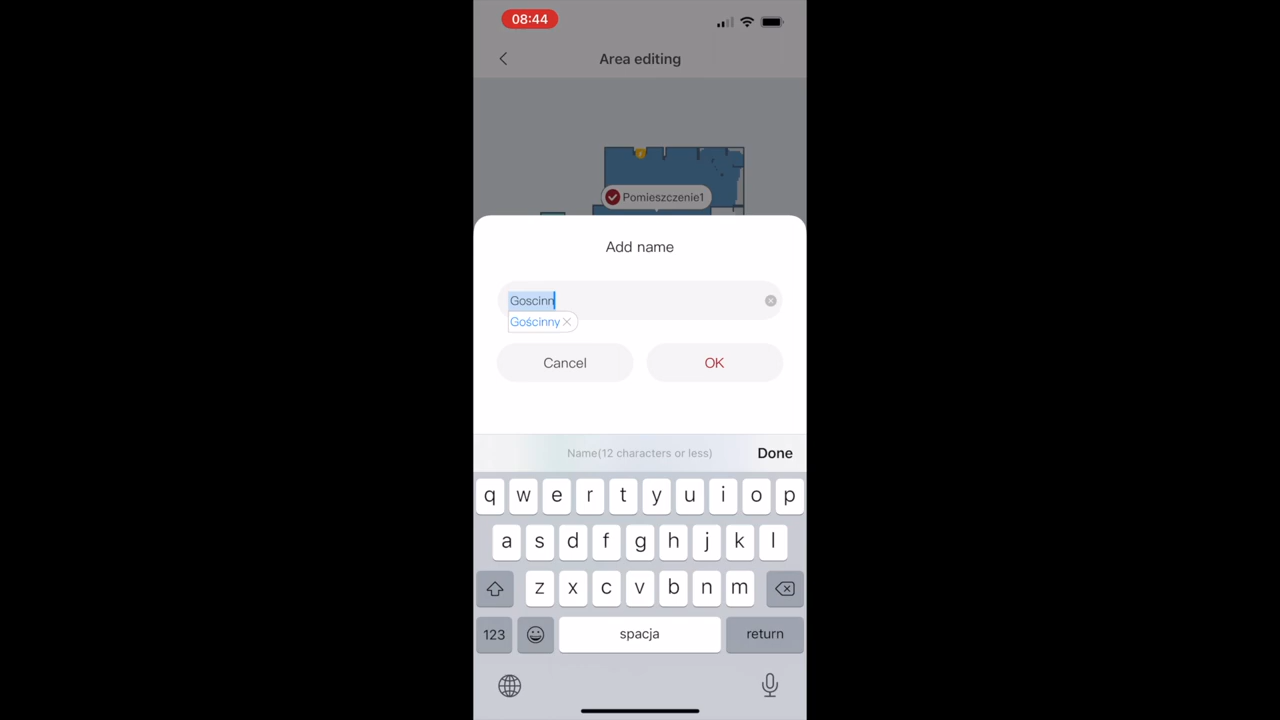 08:44
Area editing
Pomieszczenie1
Add name
Goscinn
Gościnny
Cancel OK
Name(12 characters or less) Done
q w e r t y u i o p
a s d f g h j k l
z x c v b n m
123 spacja return